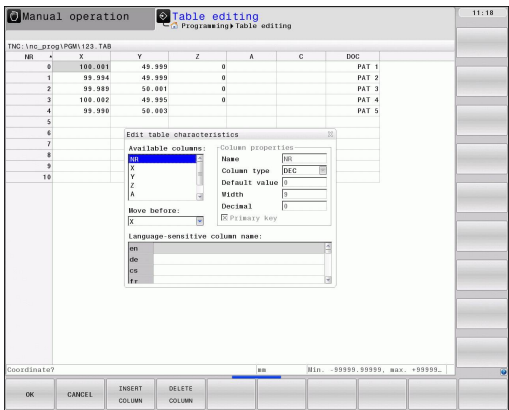 Manual operation
Table editing
Programming▸Table editing
11:18
TNC:\nc_prog\PGM\123.TAB
NR X Y Z A C DOC
0 100.001 49.999 0 PAT 1
1 99.994 49.999 0 PAT 2
2 99.989 50.001 0 PAT 3
3 100.002 49.995 0 PAT 4
4 99.990 50.003 PAT 5
5
6
7
8
9
10
Edit table characteristics
Available columns:
NR
X
Y
Z
A
Move before:
X
Column properties
Name NR
Column type DEC
Default value 0
Width 9
Decimal 0
Primary key
Language-sensitive column name:
en
de
cs
fr
Coordinate? mm Min. -99999.99999, max. +99999…
OK CANCEL INSERT COLUMN DELETE COLUMN